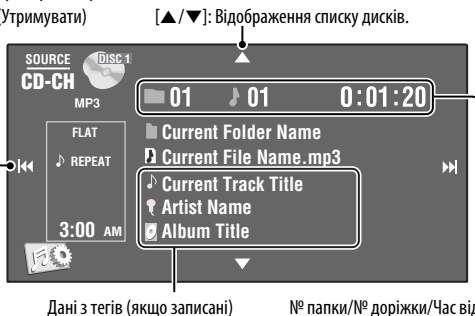 Утримувати)
[▲/▼]: Відображення списку дисків.
SOURCE
DISC 1
CD-CH
MP3
01 01 0:01:20
FLAT
REPEAT
3:00 AM
Current Folder Name
Current File Name.mp3
Current Track Title
Artist Name
Album Title
Дані з тегів (якщо записані)
№ папки/№ доріжки/Час